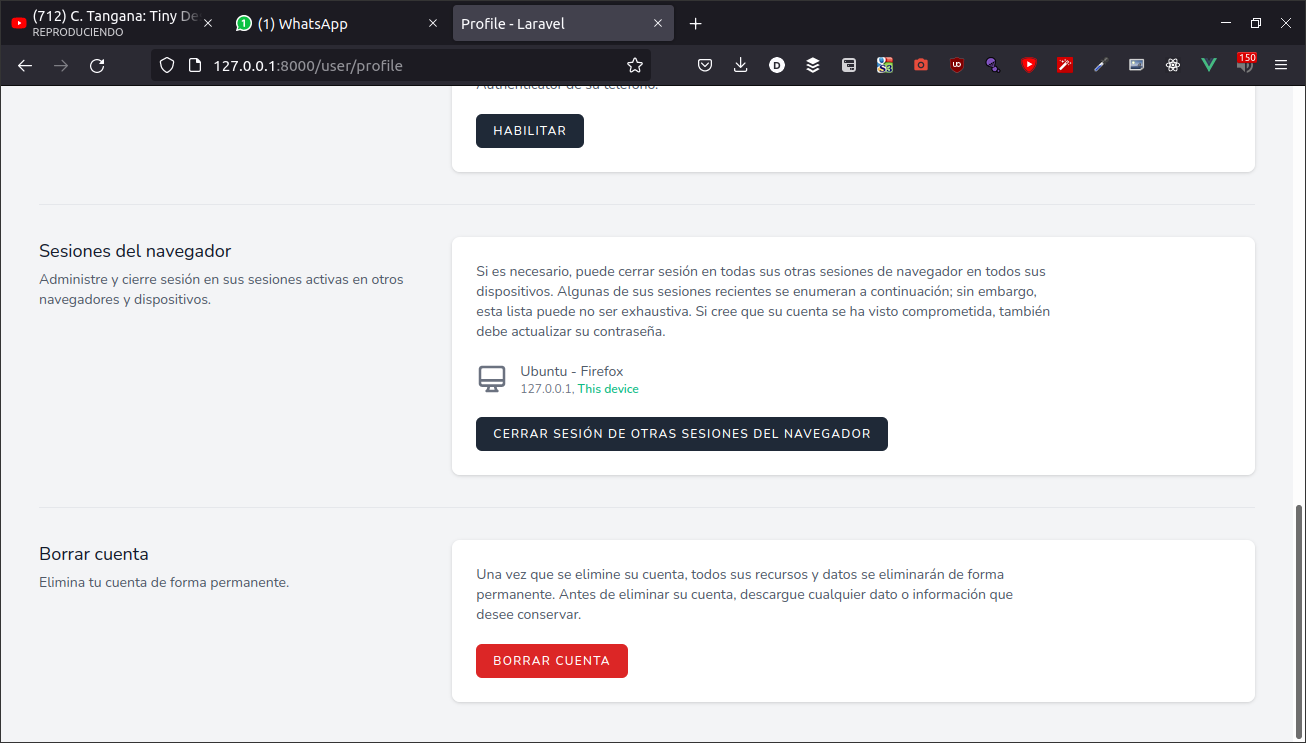 (712) C. Tangana: Tiny De
REPRODUCIENDO
(1) WhatsApp
Profile - Laravel
127.0.0.1:8000/user/profile
150
Authenticator de su teléfono.
HABILITAR
Sesiones del navegador
Administre y cierre sesión en sus sesiones activas en otros
navegadores y dispositivos.
Si es necesario, puede cerrar sesión en todas sus otras sesiones de navegador en todos sus
dispositivos. Algunas de sus sesiones recientes se enumeran a continuación; sin embargo,
esta lista puede no ser exhaustiva. Si cree que su cuenta se ha visto comprometida, también
debe actualizar su contraseña.
Ubuntu - Firefox
127.0.0.1, This device
CERRAR SESIÓN DE OTRAS SESIONES DEL NAVEGADOR
Borrar cuenta
Elimina tu cuenta de forma permanente.
Una vez que se elimine su cuenta, todos sus recursos y datos se eliminarán de forma
permanente. Antes de eliminar su cuenta, descargue cualquier dato o información que
desee conservar.
BORRAR CUENTA